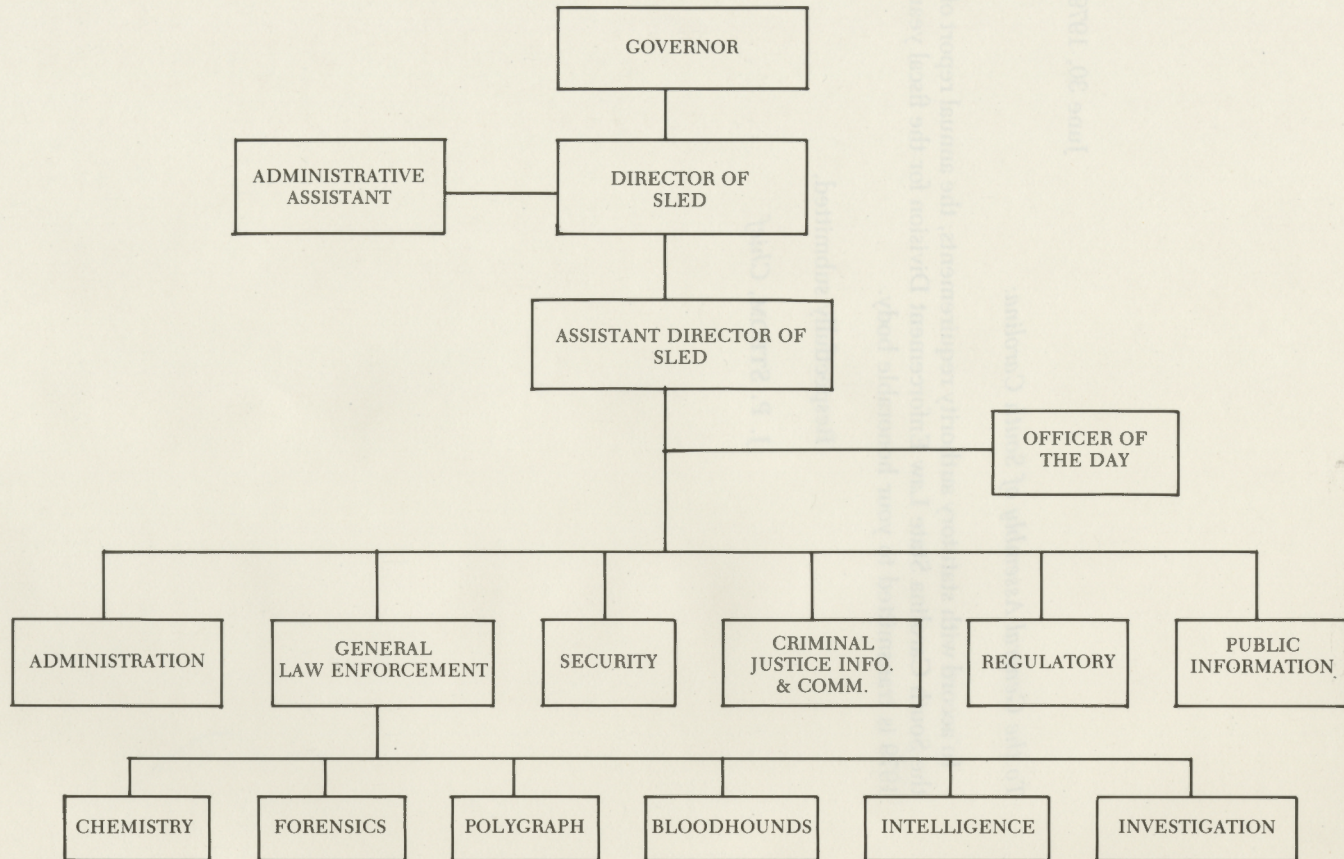 GOVERNOR
ADMINISTRATIVE
ASSISTANT
DIRECTOR OF
SLED
ASSISTANT DIRECTOR OF
SLED
OFFICER OF
THE DAY
ADMINISTRATION
GENERAL
LAW ENFORCEMENT
SECURITY
CRIMINAL
JUSTICE INFO.
& COMM.
REGULATORY
PUBLIC
INFORMATION
CHEMISTRY
FORENSICS
POLYGRAPH
BLOODHOUNDS
INTELLIGENCE
INVESTIGATION